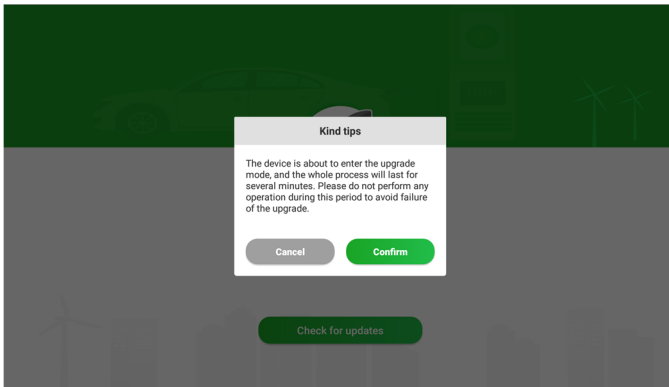 Kind tips
The device is about to enter the upgrade
mode, and the whole process will last for
several minutes. Please do not perform any
operation during this period to avoid failure
of the upgrade.
Cancel
Confirm
Check for updates